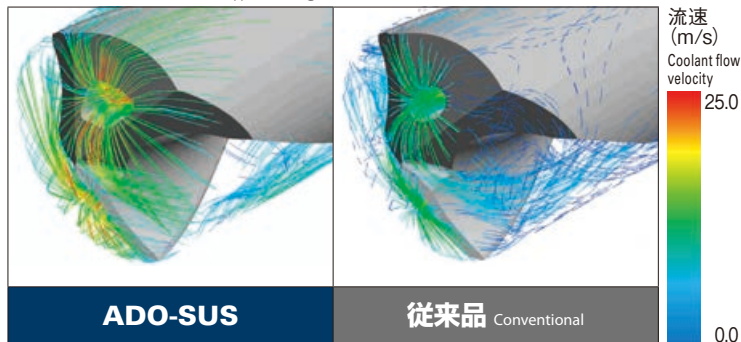 流速
(m/s)
Coolant flow
velocity
25.0
0.0
ADO-SUS
従来品 Conventional